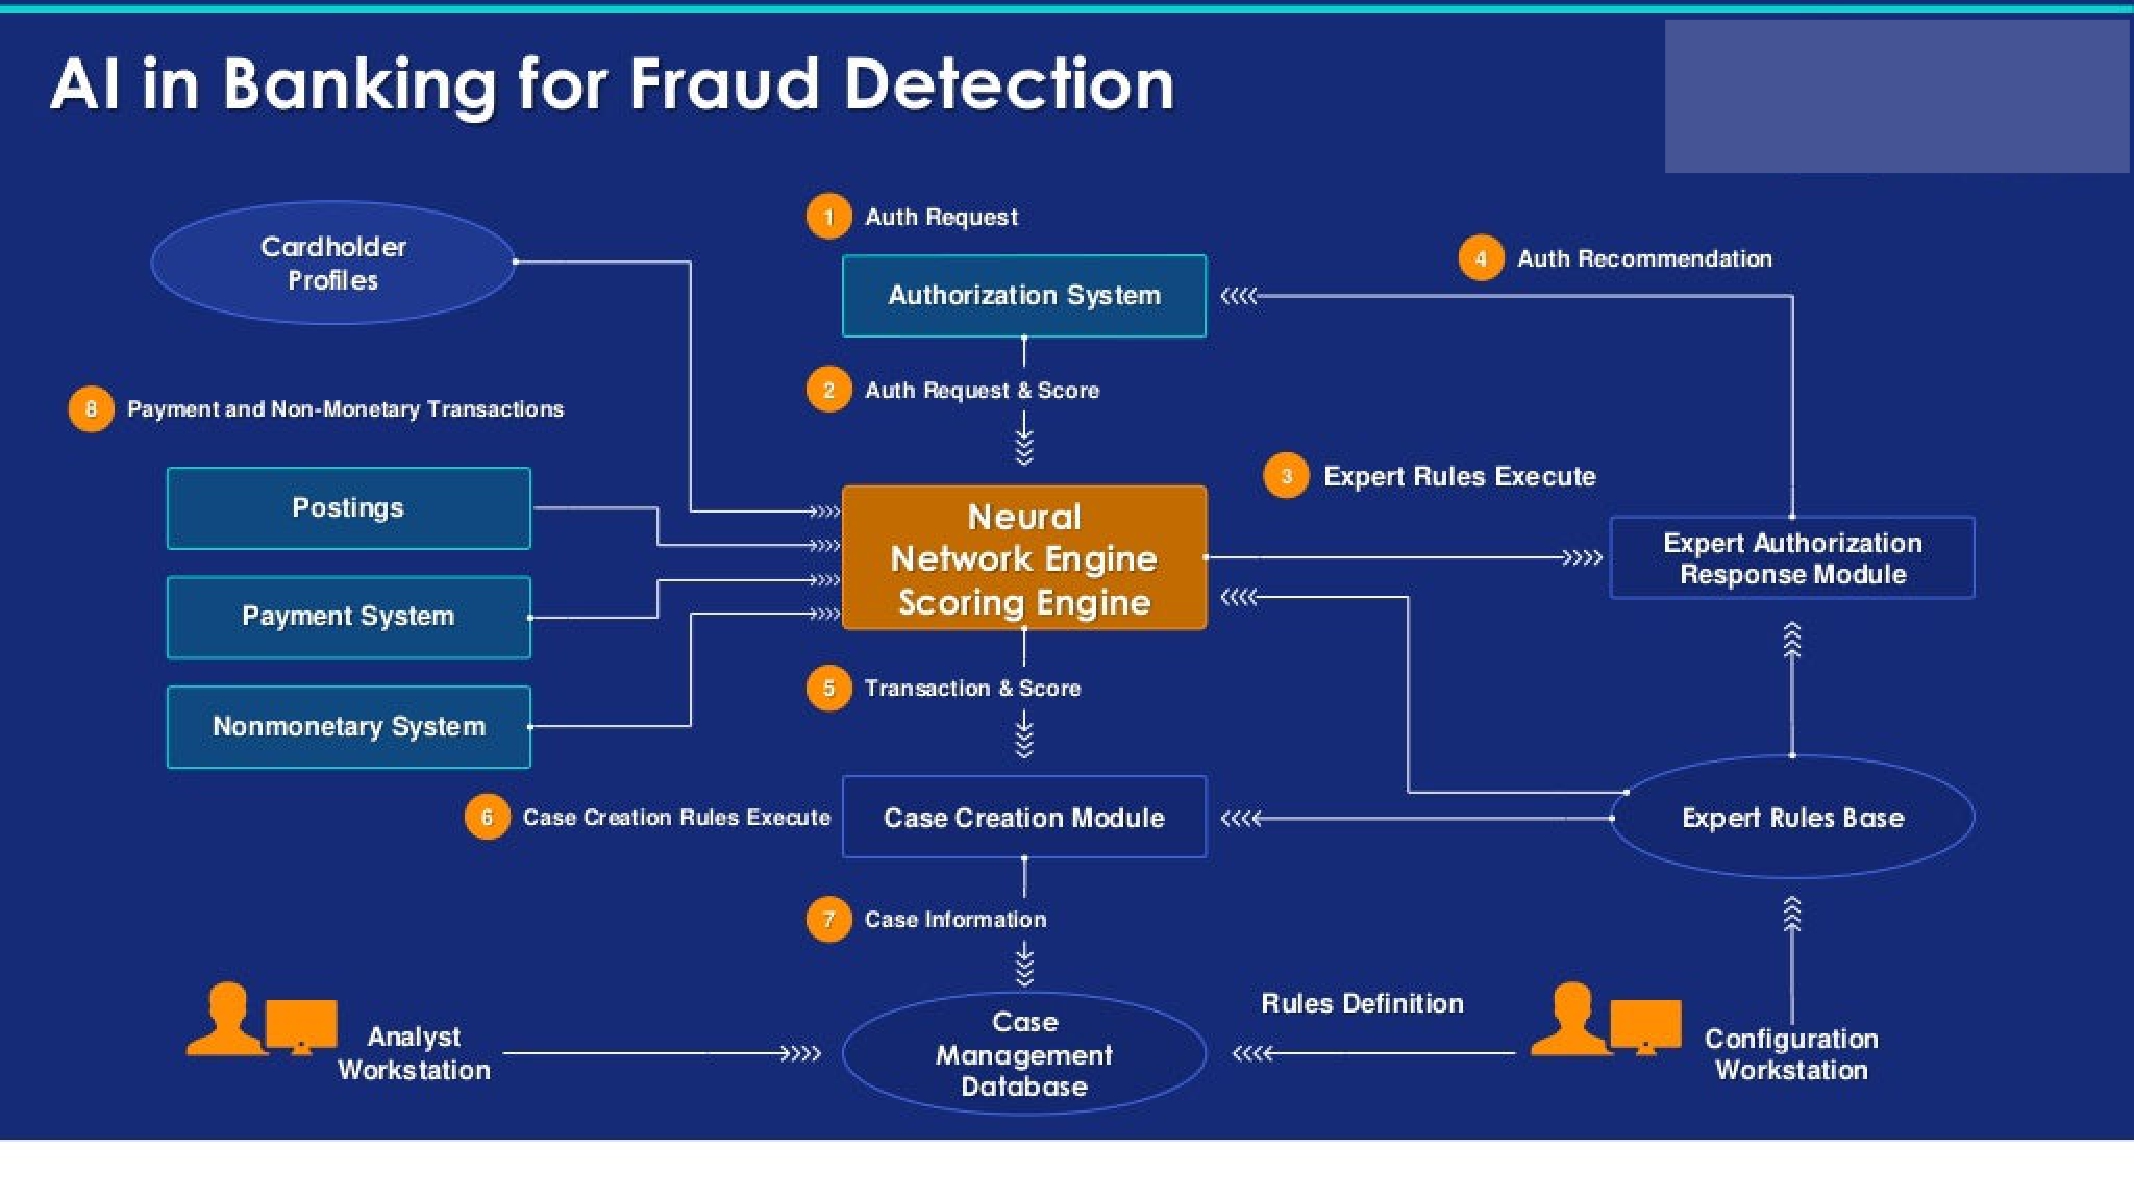 AI in Banking for Fraud Detection
Cardholder
Profiles
1 Auth Request
Authorization System
4 Auth Recommendation
2 Auth Request & Score
8 Payment and Non-Monetary Transactions
3 Expert Rules Execute
Postings
Neural
Network Engine
Scoring Engine
Expert Authorization
Response Module
Payment System
5 Transaction & Score
Nonmonetary System
6 Case Creation Rules Execute
Case Creation Module
Expert Rules Base
7 Case Information
Analyst
Workstation
Case
Management
Database
Rules Definition
Configuration
Workstation